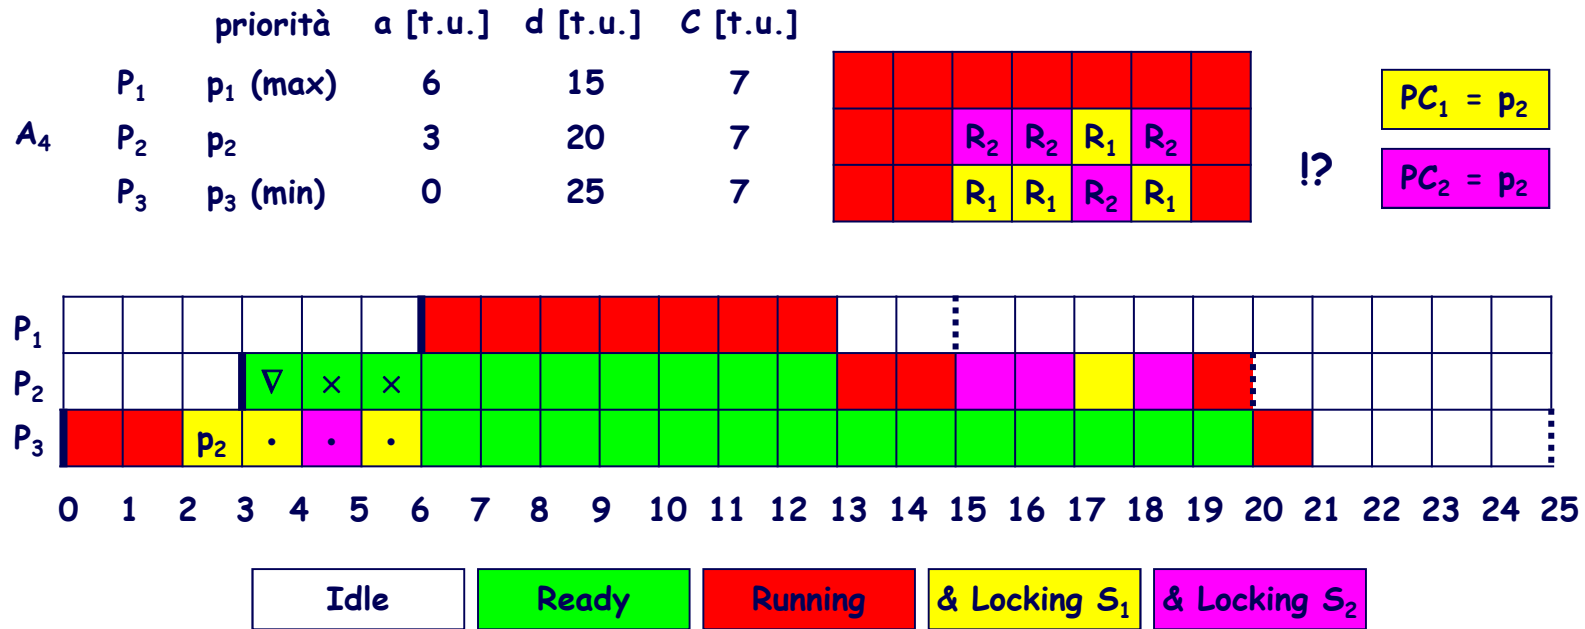 priorità a [t.u.] d [t.u.] C [t.u.]
P1 p1 (max) 6 15 7
PC1 = p2
A4 P2 p2 3 20 7 R2 R2 R1 R2
!? PC2 = p2
P3 p3 (min) 0 25 7 R1 R1 R2 R1
P1
P2 ∇ × ×
P3 p2 · · ·
0 1 2 3 4 5 6 7 8 9 10 11 12 13 14 15 16 17 18 19 20 21 22 23 24 25
Idle Ready Running & Locking S1 & Locking S2